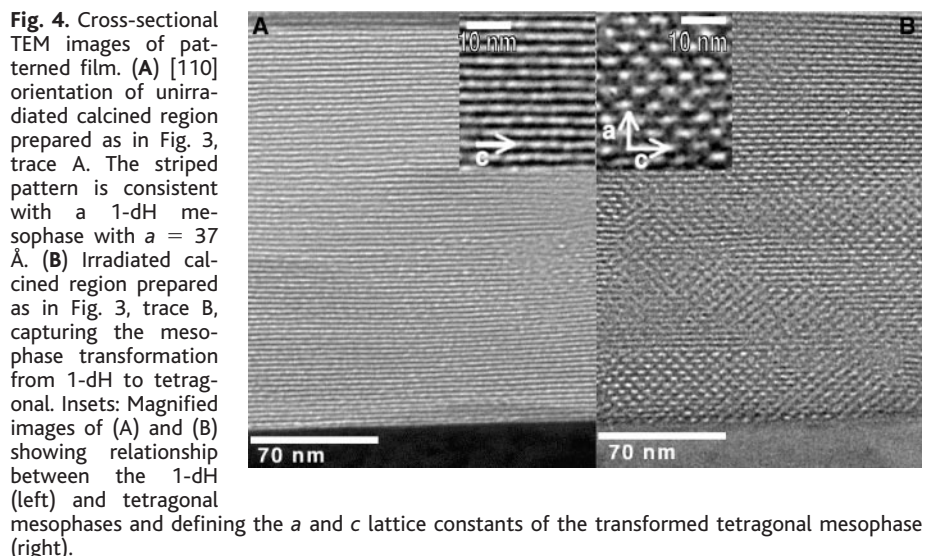 Fig. 4. Cross-sectional
TEM images of pat-
terned film. (A) [110]
orientation of unirra-
diated calcined region
prepared as in Fig. 3,
trace A. The striped
pattern is consistent
with a 1-dH me-
sophase with a = 37
Å. (B) Irradiated cal-
cined region prepared
as in Fig. 3, trace B,
capturing the meso-
phase transformation
from 1-dH to tetrag-
onal. Insets: Magnified
images of (A) and (B)
showing relationship
between the 1-dH
(left) and tetragonal
mesophases and defining the a and c lattice constants of the transformed tetragonal mesophase
(right).
A
10 nm
c
70 nm
B
10 nm
a
c
70 nm